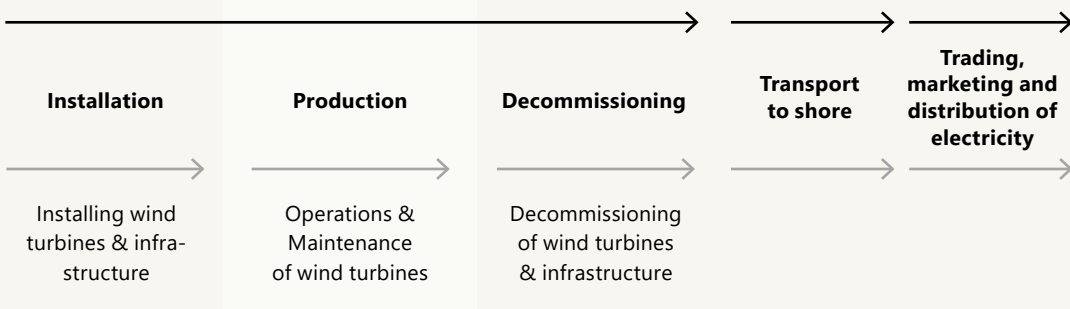 Installation
Production
Decommissioning
Transport
to shore
Trading,
marketing and
distribution of
electricity
Installing wind
turbines & infra-
structure
Operations &
Maintenance
of wind turbines
Decommissioning
of wind turbines
& infrastructure